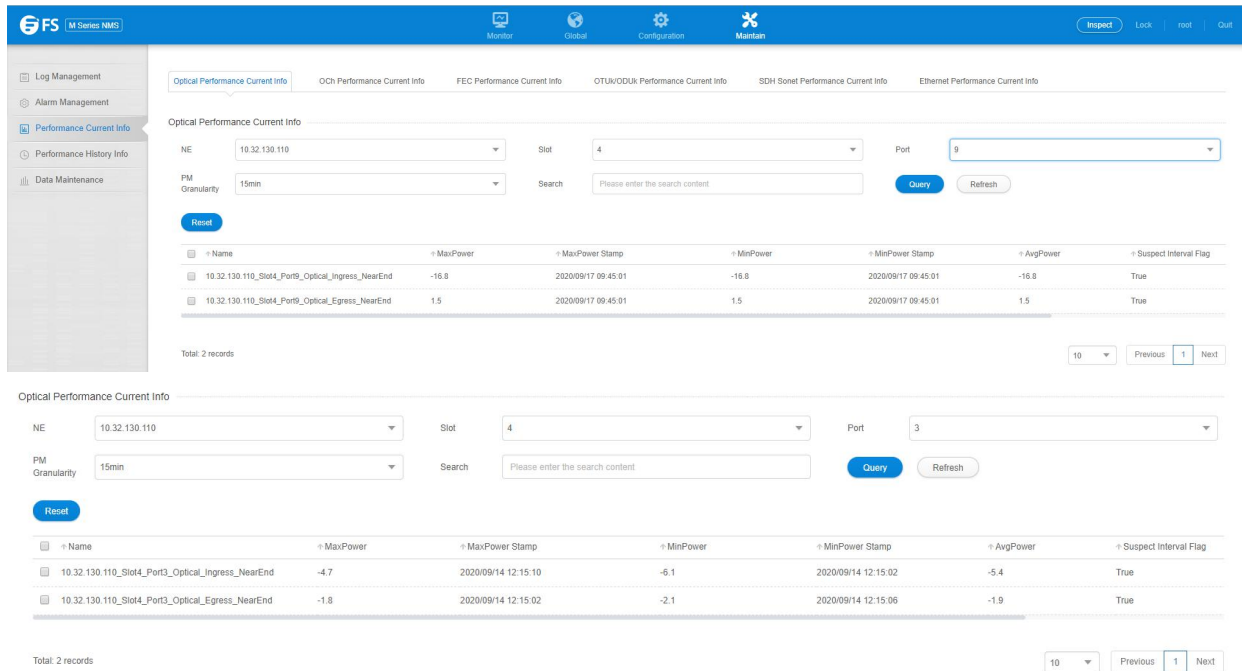 FS M Series NMS
Monitor Global Configuration Maintain
Inspect Lock root Quit
Log Management
Alarm Management
Performance Current Info
Performance History Info
Data Maintenance
Optical Performance Current Info OCh Performance Current Info FEC Performance Current Info OTUk/ODUk Performance Current Info SDH Sonet Performance Current Info Ethernet Performance Current Info
Optical Performance Current Info
NE 10.32.130.110 Slot 4 Port 9
PM Granularity 15min Search Please enter the search content Query Refresh
Reset
Name MaxPower MaxPower Stamp MinPower MinPower Stamp AvgPower Suspect Interval Flag
10.32.130.110_Slot4_Port9_Optical_Ingress_NearEnd -16.8 2020/09/17 09:45:01 -16.8 2020/09/17 09:45:01 -16.8 True
10.32.130.110_Slot4_Port9_Optical_Egress_NearEnd 1.5 2020/09/17 09:45:01 1.5 2020/09/17 09:45:01 1.5 True
Total: 2 records 10 Previous 1 Next
Optical Performance Current Info
NE 10.32.130.110 Slot 4 Port 3
PM Granularity 15min Search Please enter the search content Query Refresh
Reset
Name MaxPower MaxPower Stamp MinPower MinPower Stamp AvgPower Suspect Interval Flag
10.32.130.110_Slot4_Port3_Optical_Ingress_NearEnd -4.7 2020/09/14 12:15:10 -6.1 2020/09/14 12:15:02 -5.4 True
10.32.130.110_Slot4_Port3_Optical_Egress_NearEnd -1.8 2020/09/14 12:15:02 -2.1 2020/09/14 12:15:06 -1.9 True
Total: 2 records 10 Previous 1 Next